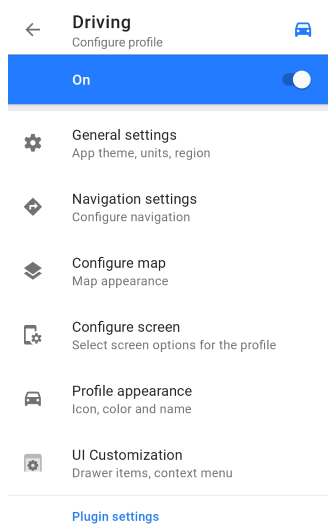 Driving
Configure profile
On
General settings
App theme, units, region
Navigation settings
Configure navigation
Configure map
Map appearance
Configure screen
Select screen options for the profile
Profile appearance
Icon, color and name
UI Customization
Drawer items, context menu
Plugin settings